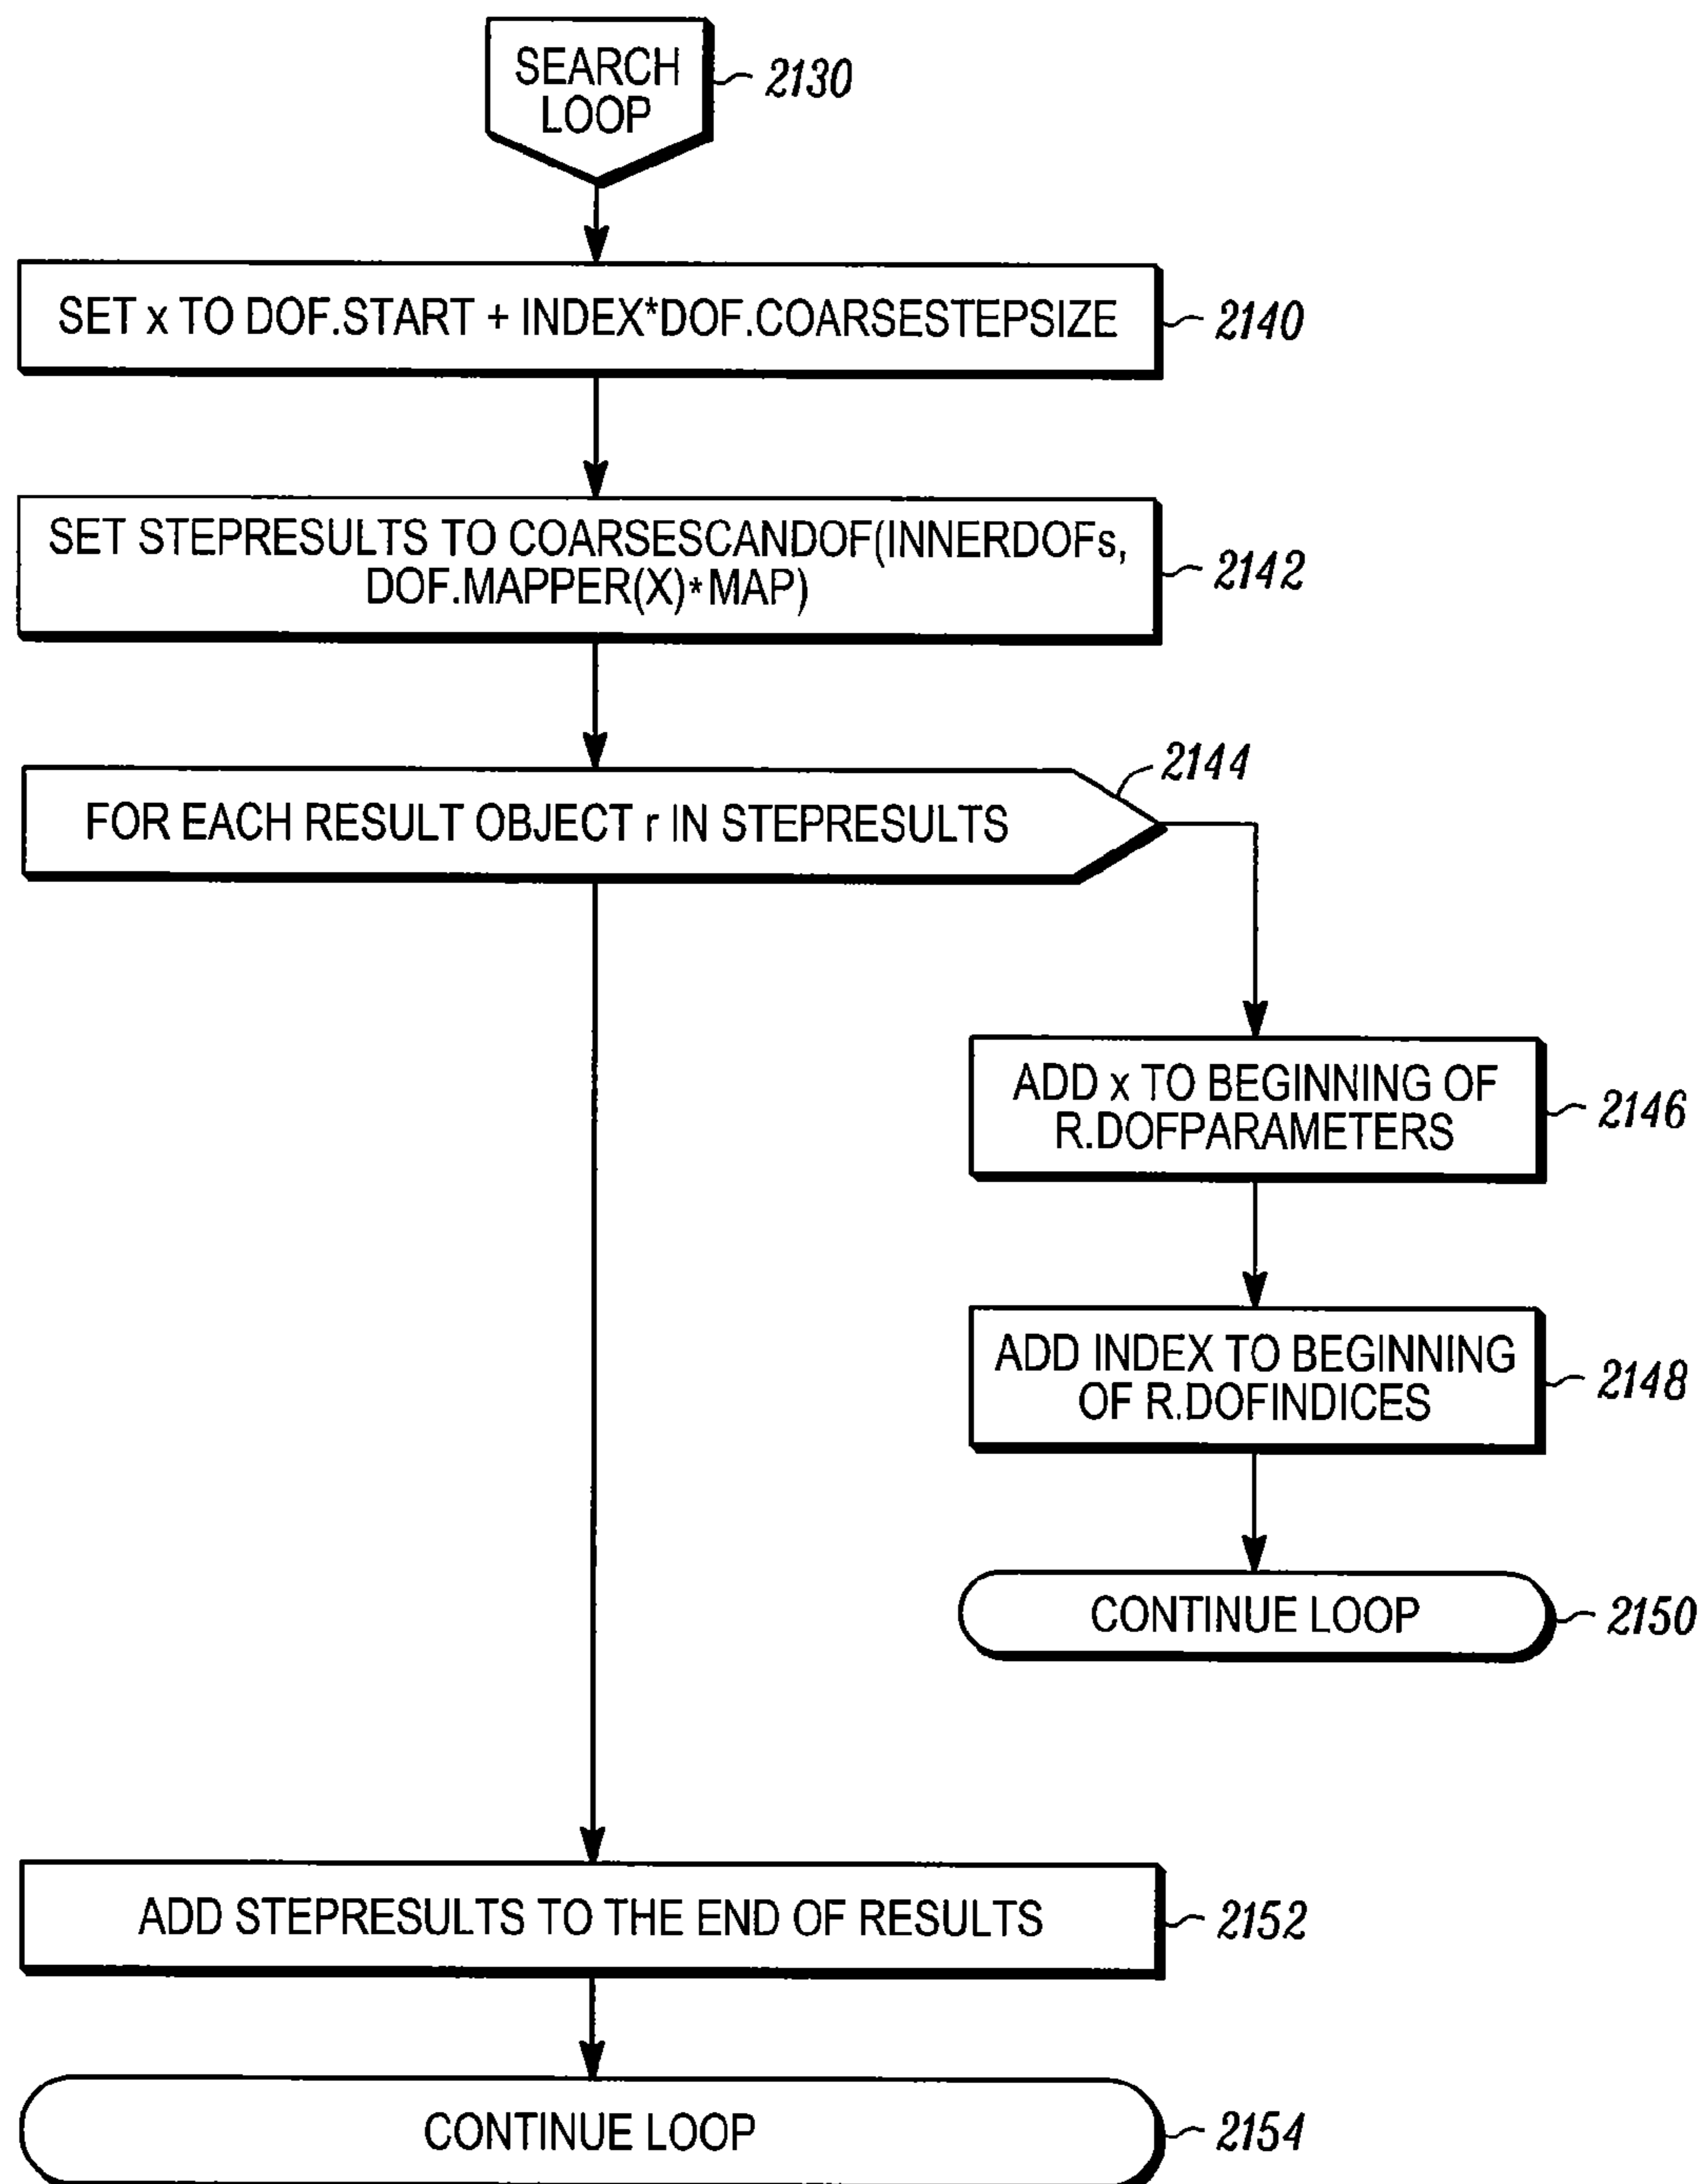 SEARCH
LOOP
2130
SET x TO DOF.START + INDEX*DOF.COARSESTEPSIZE
2140
SET STEPRESULTS TO COARSESCANDOF(INNERDOFs,
DOF.MAPPER(X)*MAP)
2142
2144
FOR EACH RESULT OBJECT r IN STEPRESULTS
ADD x TO BEGINNING OF
R.DOFPARAMETERS
2146
ADD INDEX TO BEGINNING
OF R.DOFINDICES
2148
CONTINUE LOOP
2150
ADD STEPRESULTS TO THE END OF RESULTS
2152
CONTINUE LOOP
2154